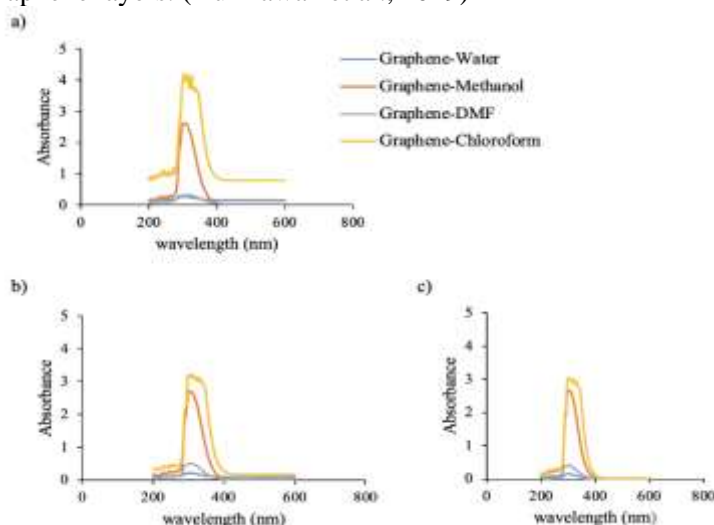 a)
Graphene-Water
Graphene-Methanol
Graphene-DMF
Graphene-Chloroform
Absorbance
5
4
3
2
1
0
0 200 400 600 800
wavelength (nm)
b)
Absorbance
5
4
3
2
1
0
0 200 400 600 800
wavelength (nm)
c)
Absorbance
5
4
3
2
1
0
0 200 400 600 800
wavelength (nm)